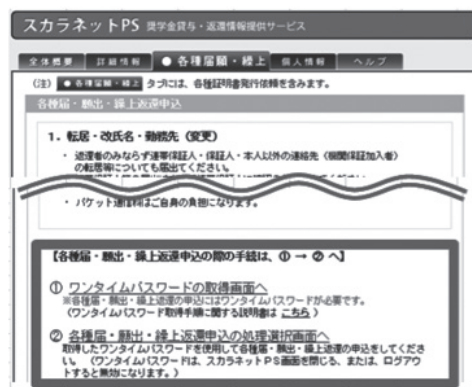 スカラネットPS 奨学金貸与・返還情報提供サービス
全体概要 詳細情報 ●各種届願・繰上 個人情報 ヘルプ
(注) ●各種届願・繰上 タブには、各種証明書発行依頼を含みます。
各種届・願出・繰上返還申込
1. 転居・改氏名・勤務先(変更)
・ 返還者のみならず連帯保証人・保証人・本人以外の連絡先(機関保証加入者)
の転居等についても届出てください。
・ パケット通信料はご自身の負担になります。
【各種届・願出・繰上返還申込の際の手続は、① → ② へ】
① ワンタイムパスワードの取得画面へ
※各種届・願出・繰上返還の申込にはワンタイムパスワードが必要です。
(ワンタイムパスワード取得手順に関する説明書は こちら )
② 各種届・願出・繰上返還申込の処理選択画面へ
取得したワンタイムパスワードを使用して各種届・願出・繰上返還の申込をしてくださ
い。 (ワンタイムパスワードは、スカラネットPS画面を閉じる、または、ログアウ
トすると無効になります。)